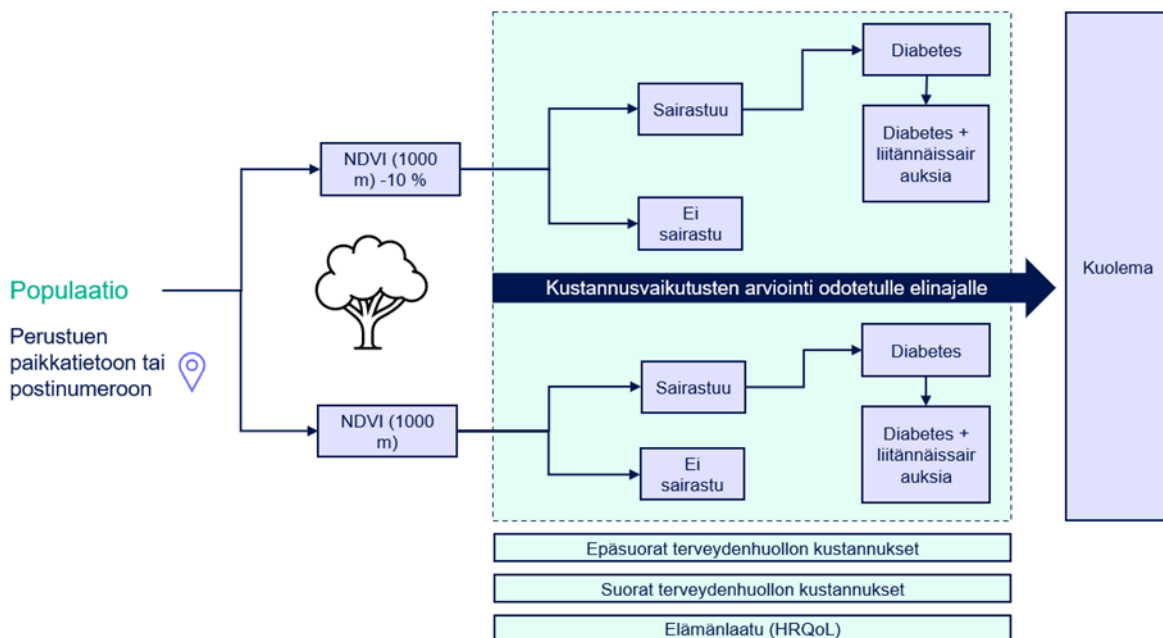 Populaatio
Perustuen
paikkatietoon tai
postinumeroon
NDVI (1000
m) -10 %
Sairastuu
Ei
sairastu
Diabetes
Diabetes +
liitännäissair
auksia
Kustannusvaikutusten arviointi odotetulle elinajalle
NDVI (1000
m)
Sairastuu
Ei
sairastu
Diabetes
Diabetes +
liitännäissair
auksia
Kuolema
Epäsuorat terveydenhuollon kustannukset
Suorat terveydenhuollon kustannukset
Elämänlaatu (HRQoL)